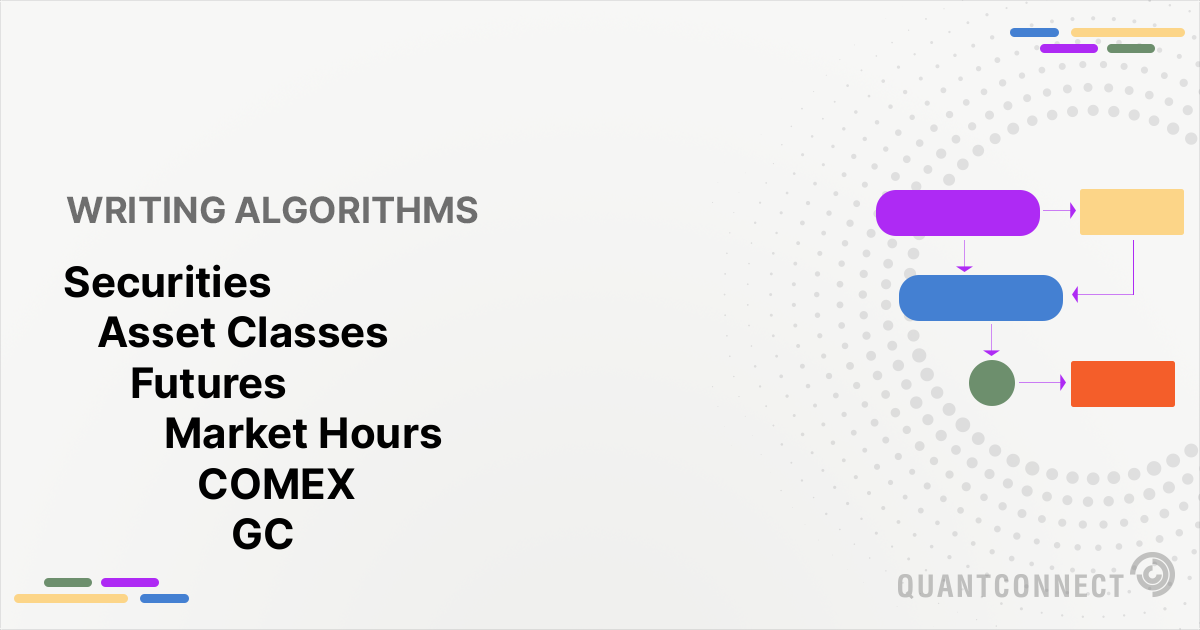 WRITING ALGORITHMS
Securities
Asset Classes
Futures
Market Hours
COMEX
GC
QUANTCONNECT